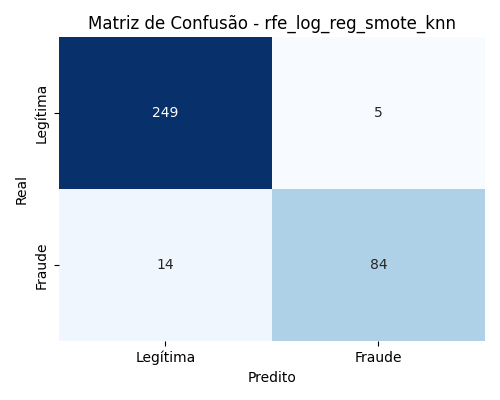 Matriz de Confusão - rfe_log_reg_smote_knn
Legítima
249
5
Real
Fraude
14
84
Legítima
Fraude
Predito